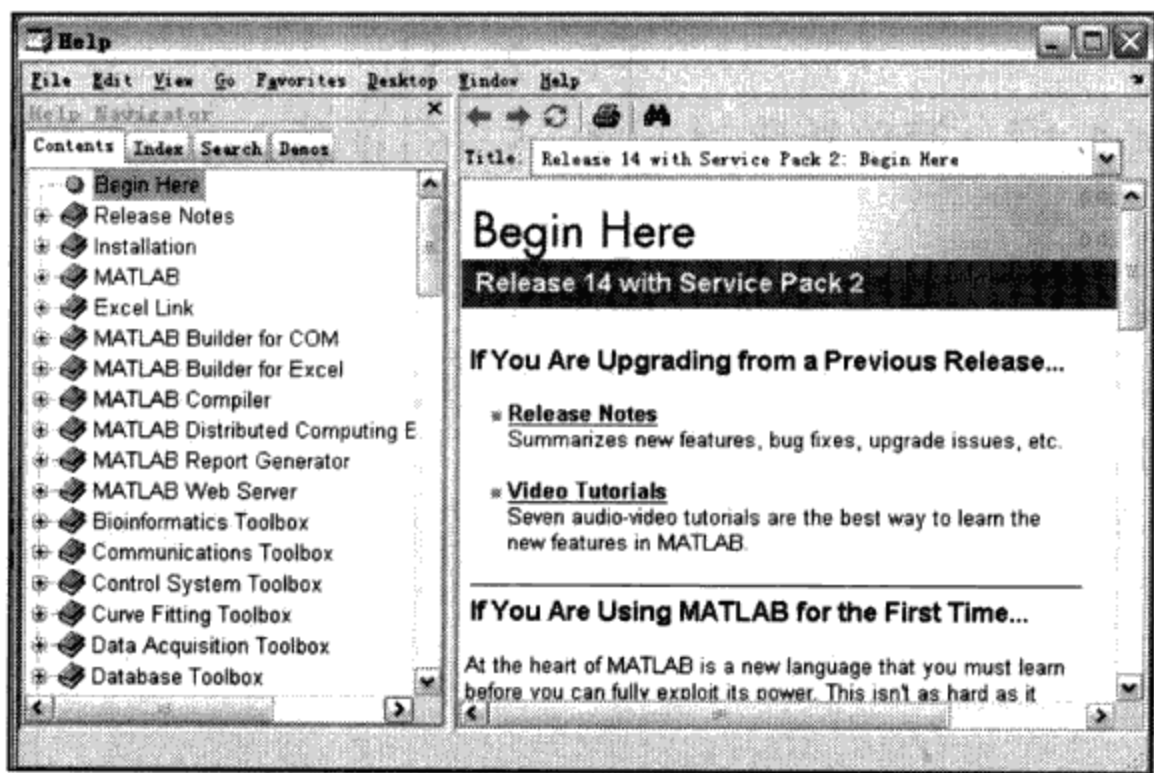 Help
File Edit View Go Favorites Desktop Window Help
Help Navigator
Contents Index Search Demos
Begin Here
Release Notes
Installation
MATLAB
Excel Link
MATLAB Builder for COM
MATLAB Builder for Excel
MATLAB Compiler
MATLAB Distributed Computing E
MATLAB Report Generator
MATLAB Web Server
Bioinformatics Toolbox
Communications Toolbox
Control System Toolbox
Curve Fitting Toolbox
Data Acquisition Toolbox
Database Toolbox
Title: Release 14 with Service Pack 2: Begin Here
Begin Here
Release 14 with Service Pack 2
If You Are Upgrading from a Previous Release...
Release Notes
Summarizes new features, bug fixes, upgrade issues, etc.
Video Tutorials
Seven audio-video tutorials are the best way to learn the
new features in MATLAB.
If You Are Using MATLAB for the First Time...
At the heart of MATLAB is a new language that you must learn
before you can fully exploit its power. This isn't as hard as it